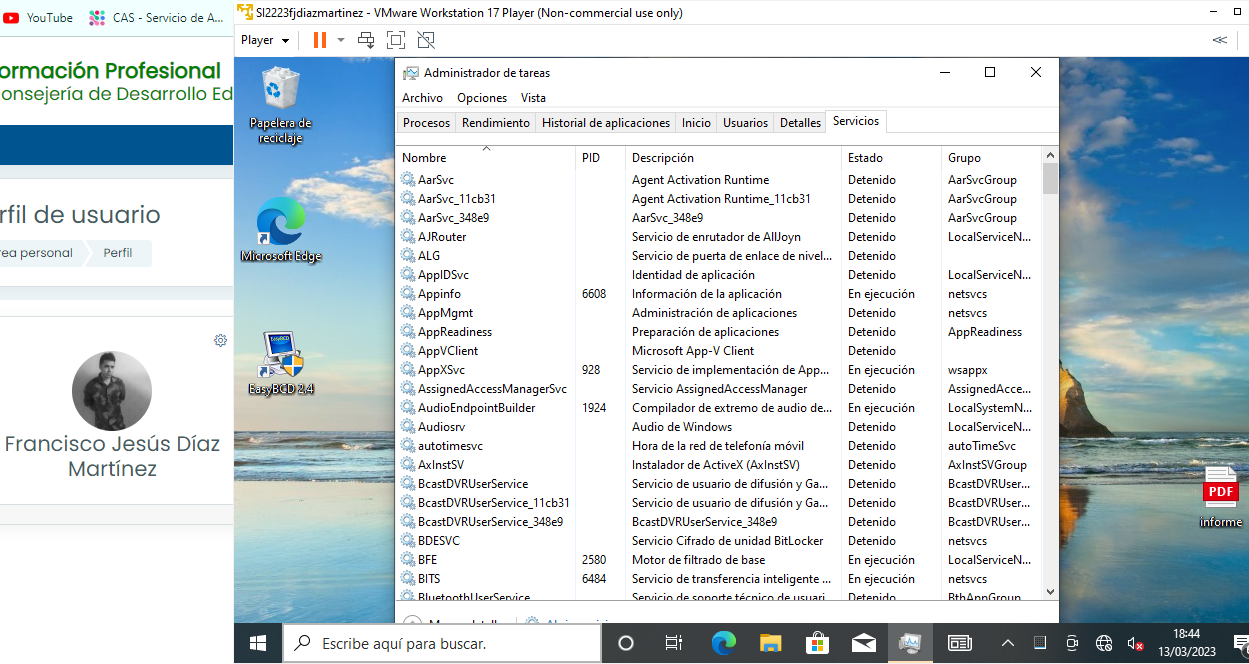 YouTube
CAS - Servicio de A...
ormación Profesional
onsejería de Desarrollo Ed
rfil de usuario
rea personal
Perfil
Francisco Jesús Díaz
Martínez
SI2223fjdiazmartinez - VMware Workstation 17 Player (Non-commercial use only)
Player
Papelera de
reciclaje
Microsoft Edge
EasyBCD
EasyBCD 2.4
Administrador de tareas
Archivo Opciones Vista
Procesos Rendimiento Historial de aplicaciones Inicio Usuarios Detalles Servicios
Nombre PID Descripción Estado Grupo
AarSvc Agent Activation Runtime Detenido AarSvcGroup
AarSvc_11cb31 Agent Activation Runtime_11cb31 Detenido AarSvcGroup
AarSvc_348e9 AarSvc_348e9 Detenido AarSvcGroup
AJRouter Servicio de enrutador de AllJoyn Detenido LocalServiceN...
ALG Servicio de puerta de enlace de nivel... Detenido
AppIDSvc Identidad de aplicación Detenido LocalServiceN...
Appinfo 6608 Información de la aplicación En ejecución netsvcs
AppMgmt Administración de aplicaciones Detenido netsvcs
AppReadiness Preparación de aplicaciones Detenido AppReadiness
AppVClient Microsoft App-V Client Detenido
AppXSvc 928 Servicio de implementación de App... En ejecución wsappx
AssignedAccessManagerSvc Servicio AssignedAccessManager Detenido AssignedAcce...
AudioEndpointBuilder 1924 Compilador de extremo de audio de... En ejecución LocalSystemN...
Audiosrv Audio de Windows Detenido LocalServiceN...
autotimesvc Hora de la red de telefonía móvil Detenido autoTimeSvc
AxInstSV Instalador de ActiveX (AxInstSV) Detenido AxInstSVGroup
BcastDVRUserService Servicio de usuario de difusión y Ga... Detenido BcastDVRUser...
BcastDVRUserService_11cb31 Servicio de usuario de difusión y Ga... Detenido BcastDVRUser...
BcastDVRUserService_348e9 BcastDVRUserService_348e9 Detenido BcastDVRUser...
BDESVC Servicio Cifrado de unidad BitLocker Detenido netsvcs
BFE 2580 Motor de filtrado de base En ejecución LocalServiceN...
BITS 6484 Servicio de transferencia inteligente ... En ejecución netsvcs
BluetoothUserService Servicio de soporte técnico de usuari... Detenido BthAppGroup
PDF
informe
Escribe aquí para buscar.
18:44
13/03/2023